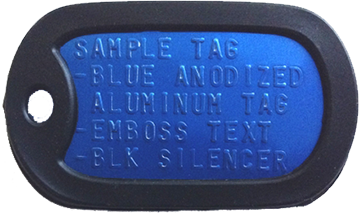 SAMPLE TAG
-BLUE ANODIZED
ALUMINUM TAG
-EMBOSS TEXT
-BLK SILENCER